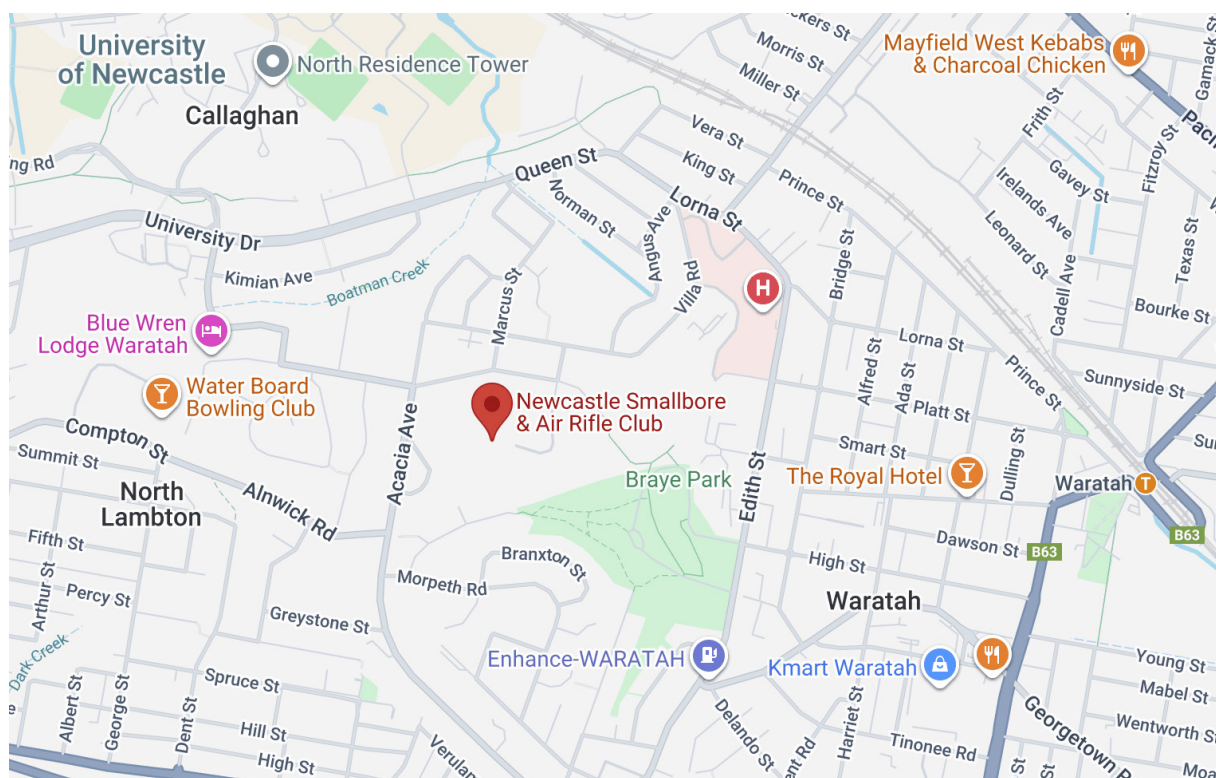 University
of Newcastle
North Residence Tower
Callaghan
Morris St
Miller St
Mayfield West Kebabs
& Charcoal Chicken
Frith St
Vera St
King St
Prince St
Gavey St
Fitzroy St
Irelands Ave
Leonard St
Texas St
Cadell Ave
Bourke St
ng Rd
Queen St
Lorna St
Norman St
Angus Ave
Villa Rd
Bridge St
University Dr
Kimian Ave
Boatman Creek
Marcus St
H
Blue Wren
Lodge Waratah
Lorna St
Prince St
Sunnyside St
Water Board
Bowling Club
Newcastle Smallbore
& Air Rifle Club
Alfred St
Ada St
Platt St
Compton St
Acacia Ave
Smart St
Dulling St
Summit St
Alnwick Rd
Braye Park
Edith St
The Royal Hotel
Waratah
T
North
Lambton
B63
B63
Fifth St
Branxton St
Dawson St
High St
Percy St
Morpeth Rd
Arthur St
Waratah
Greystone St
Dark Creek
Enhance-WARATAH
Kmart Waratah
Young St
Spruce St
Mabel St
Albert St
George St
Dent St
Hill St
High St
Delando St
Harriet St
Wentworth St
Tinonee Rd